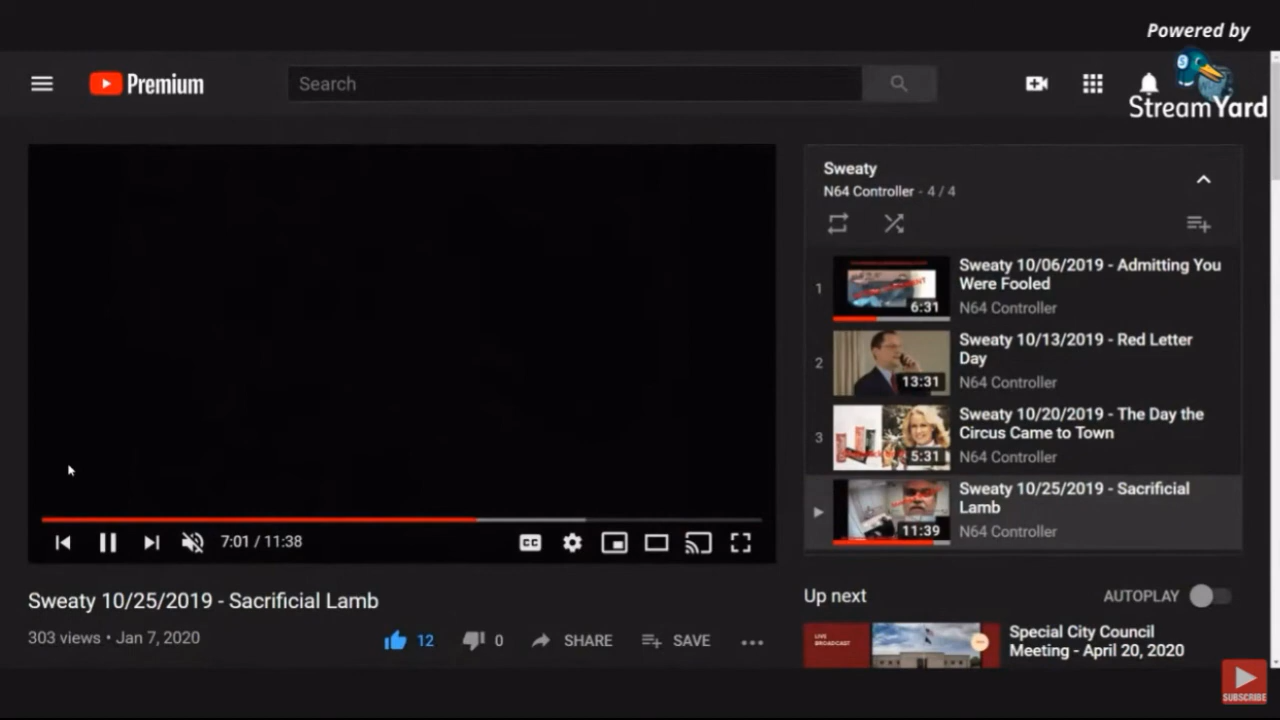 Powered by
StreamYard
Premium
Search
Sweaty
N64 Controller - 4 / 4
1
Sweaty 10/06/2019 - Admitting You
Were Fooled
N64 Controller
6:31
2
Sweaty 10/13/2019 - Red Letter
Day
N64 Controller
13:31
3
Sweaty 10/20/2019 - The Day the
Circus Came to Town
N64 Controller
5:31
Sweaty 10/25/2019 - Sacrificial
Lamb
N64 Controller
11:39
CC
7:01 / 11:38
Sweaty 10/25/2019 - Sacrificial Lamb
303 views • Jan 7, 2020
12
0
SHARE
SAVE
Up next
AUTOPLAY
LIVE
BROADCAST
Special City Council
Meeting - April 20, 2020
SUBSCRIBE